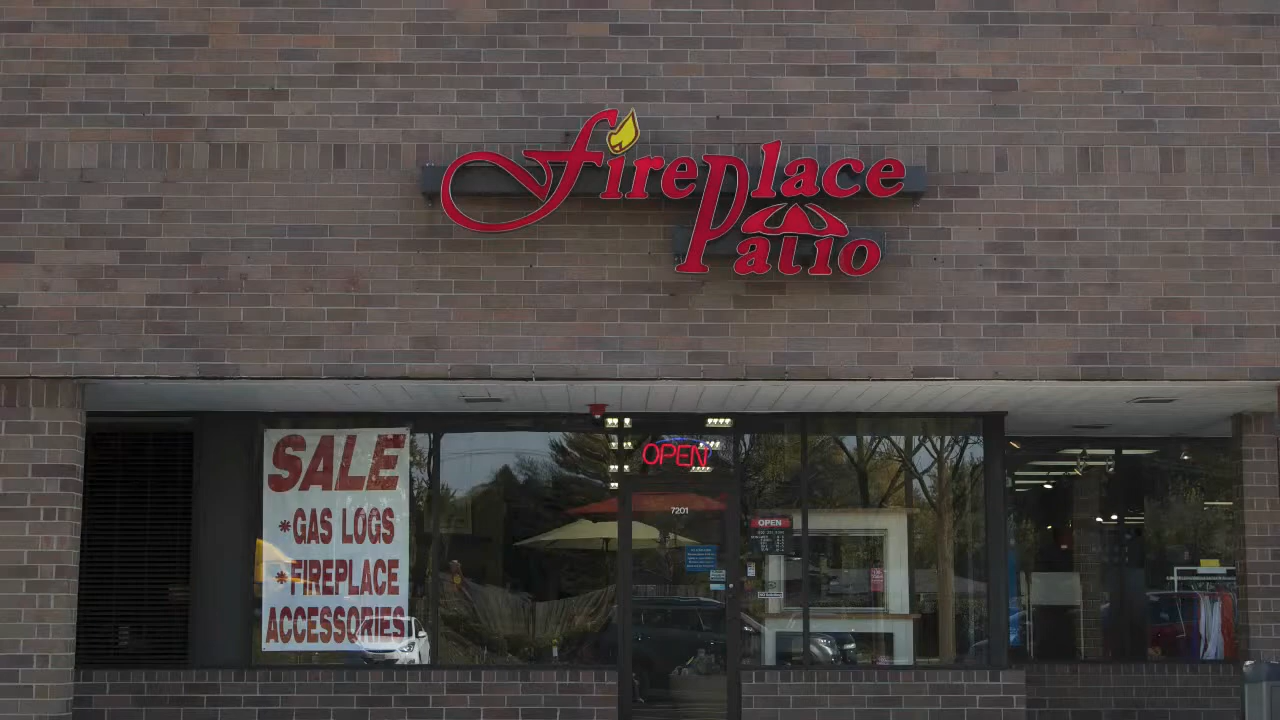 Fireplace
Patio
SALE
*GAS LOGS
*FIREPLACE
ACCESSORIES
OPEN
7201
OPEN